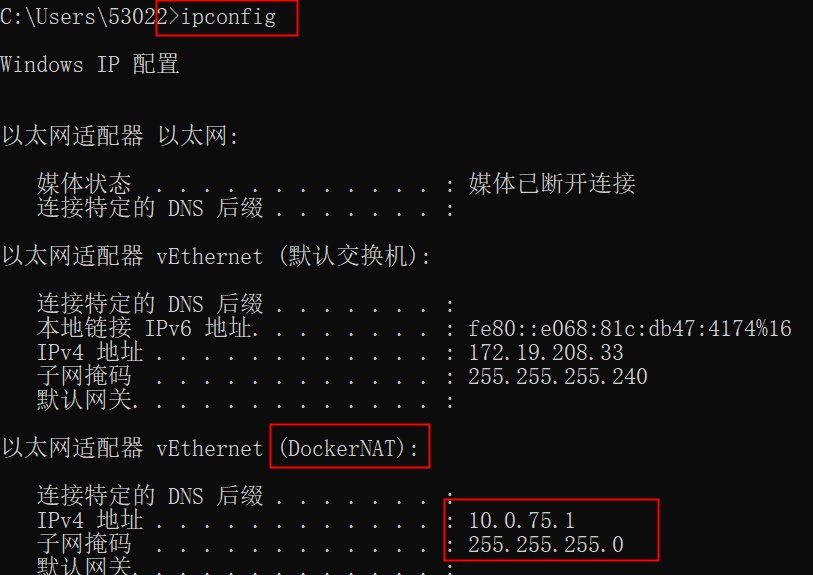 C:\Users\53022>ipconfig
Windows IP 配置
以太网适配器 以太网:
媒体状态 . . . . . . . . . . . . : 媒体已断开连接
连接特定的 DNS 后缀 . . . . . . . :
以太网适配器 vEthernet (默认交换机):
连接特定的 DNS 后缀 . . . . . . . :
本地链接 IPv6 地址. . . . . . . . : fe80::e068:81c:db47:4174%16
IPv4 地址 . . . . . . . . . . . . : 172.19.208.33
子网掩码 . . . . . . . . . . . . : 255.255.255.240
默认网关. . . . . . . . . . . . . :
以太网适配器 vEthernet (DockerNAT):
连接特定的 DNS 后缀 . . . . . . . :
IPv4 地址 . . . . . . . . . . . . : 10.0.75.1
子网掩码 . . . . . . . . . . . . : 255.255.255.0
默认网关. . . . . . . . . . . . . :